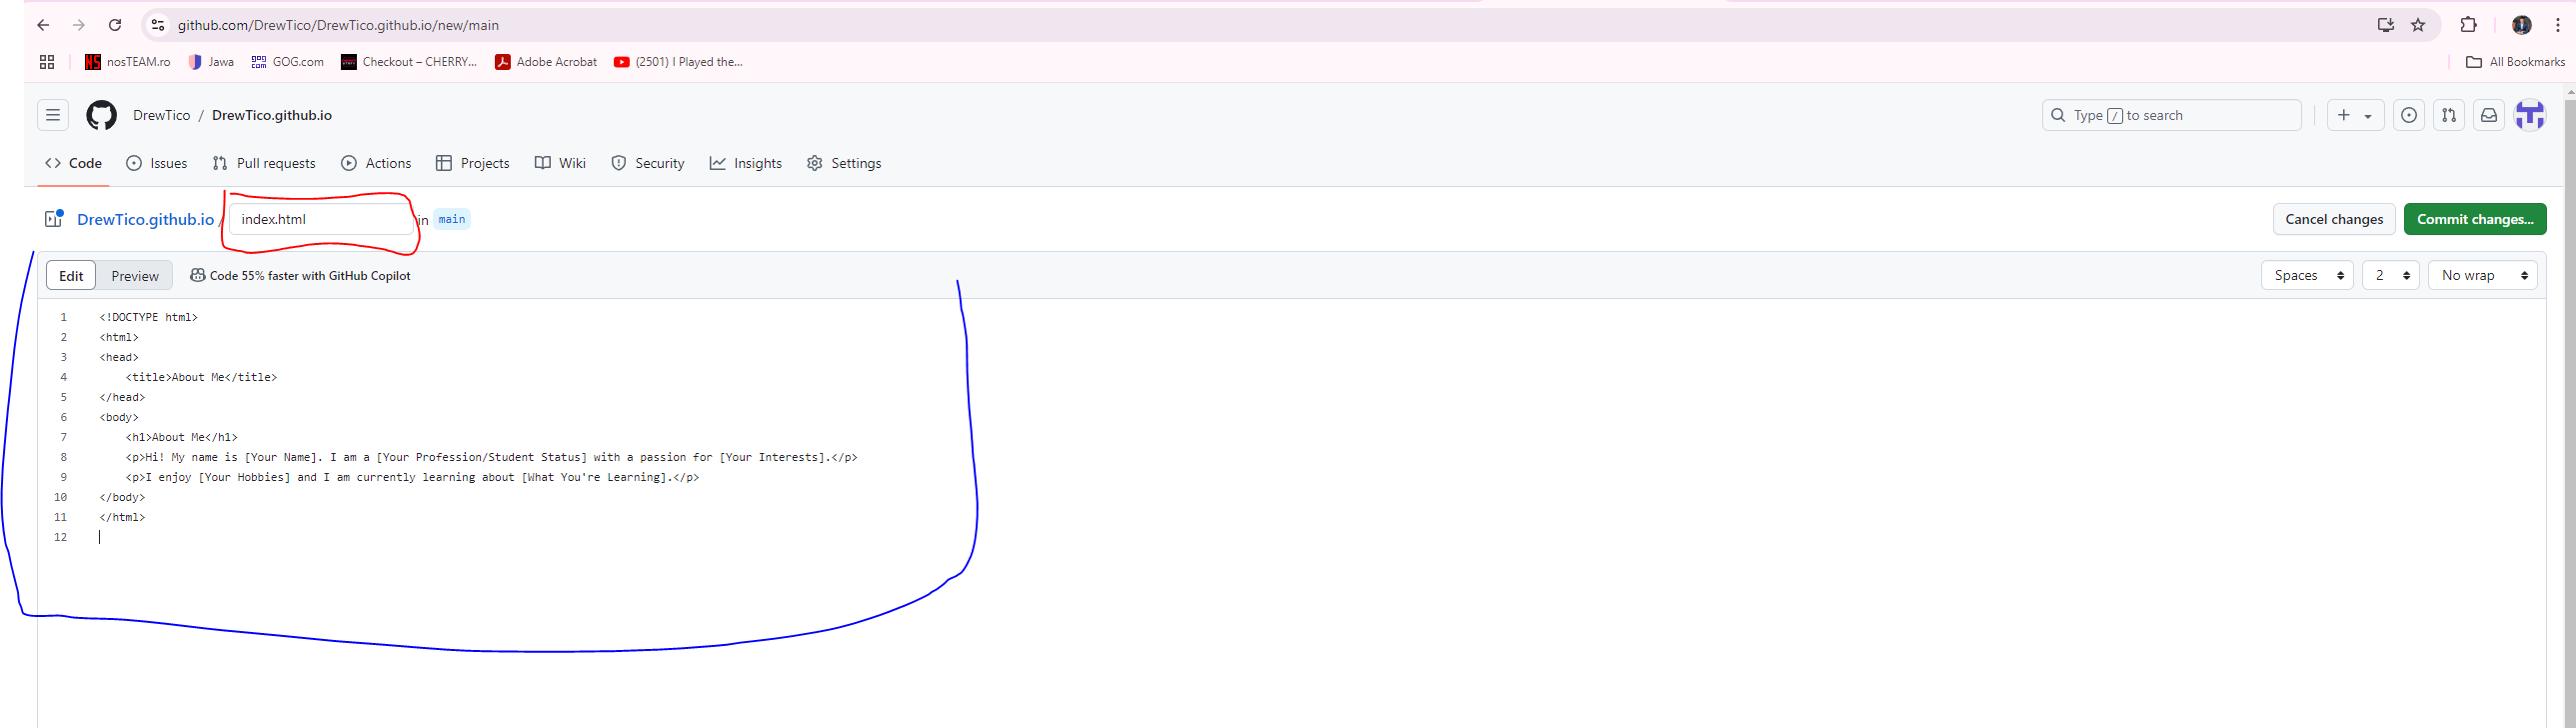 github.com/DrewTico/DrewTico.github.io/new/main
nosTEAM.ro Jawa GOG.com Checkout – CHERRY... Adobe Acrobat (2501) I Played the... All Bookmarks
DrewTico / DrewTico.github.io Type / to search
Code Issues Pull requests Actions Projects Wiki Security Insights Settings
DrewTico.github.io / index.html in main Cancel changes Commit changes...
Edit Preview Code 55% faster with GitHub Copilot Spaces 2 No wrap
1 <!DOCTYPE html>
2 <html>
3 <head>
4 <title>About Me</title>
5 </head>
6 <body>
7 <h1>About Me</h1>
8 <p>Hi! My name is [Your Name]. I am a [Your Profession/Student Status] with a passion for [Your Interests].</p>
9 <p>I enjoy [Your Hobbies] and I am currently learning about [What You're Learning].</p>
10 </body>
11 </html>
12